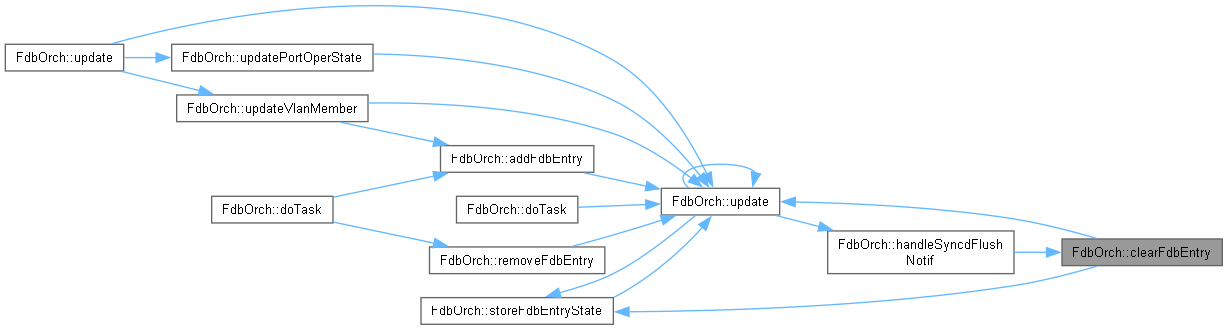 FdbOrch::update
FdbOrch::updatePortOperState
FdbOrch::updateVlanMember
FdbOrch::addFdbEntry
FdbOrch::doTask
FdbOrch::doTask
FdbOrch::update
FdbOrch::handleSyncdFlush
Notif
FdbOrch::clearFdbEntry
FdbOrch::removeFdbEntry
FdbOrch::storeFdbEntryState